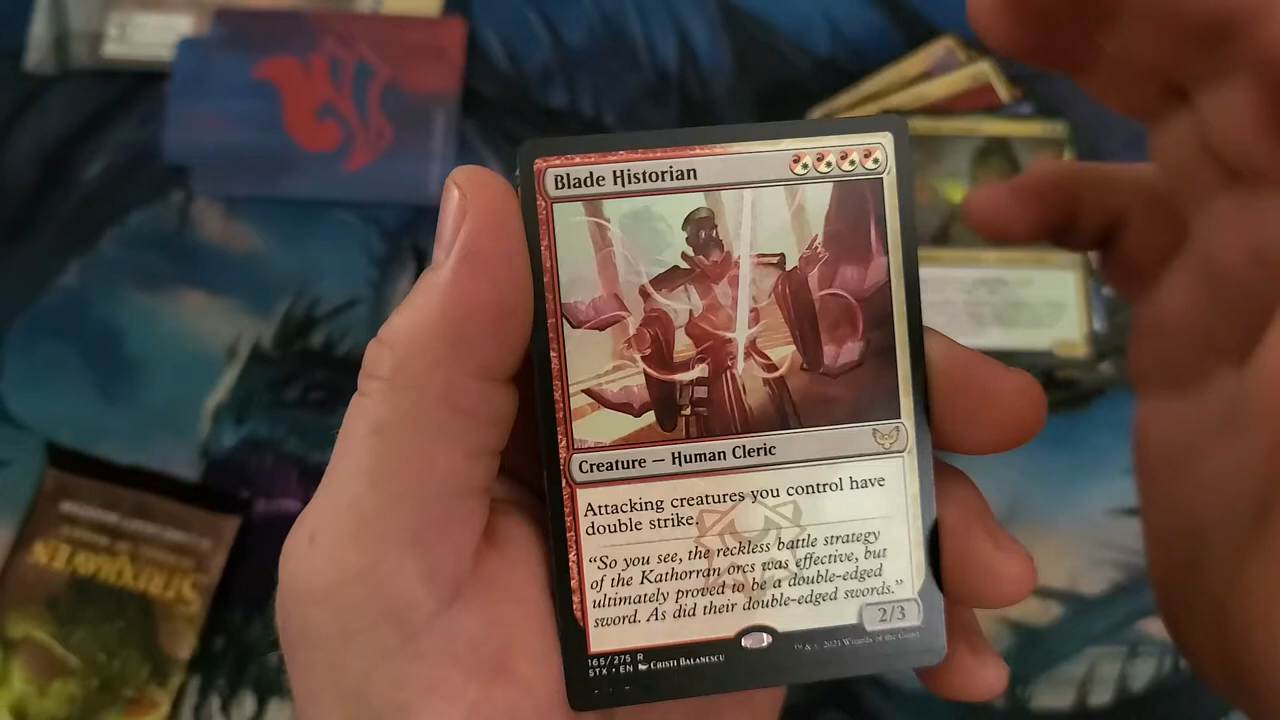 Blade Historian
Creature — Human Cleric
Attacking creatures you control have
double strike.
“So you see, the reckless battle strategy
of the Kathorran orcs was effective, but
ultimately proved to be a double-edged
sword. As did their double-edged swords.”
2/3
165/275 R
STX • EN CRISTI BALANESCU
™ & © 2021 Wizards of the Coast
STRIXHAVEN